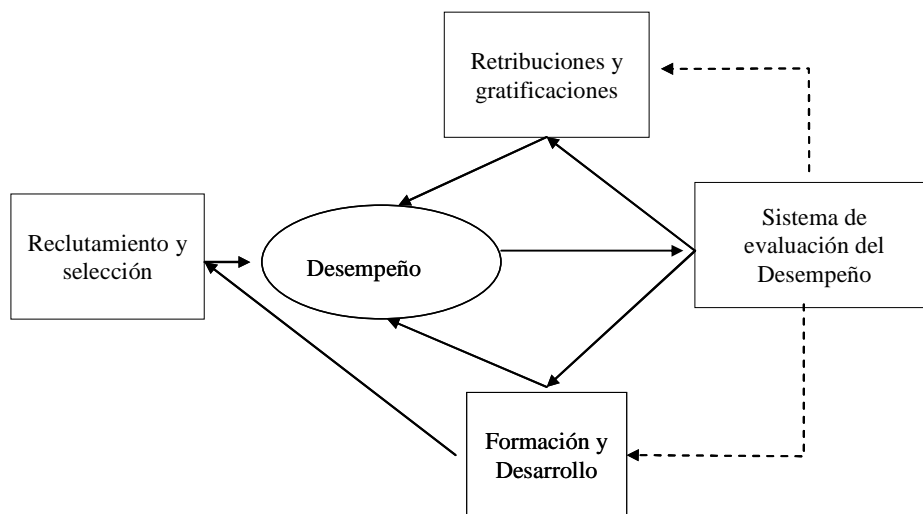 Retribuciones y
gratificaciones
Reclutamiento y
selección
Desempeño
Sistema de
evaluación del
Desempeño
Formación y
Desarrollo